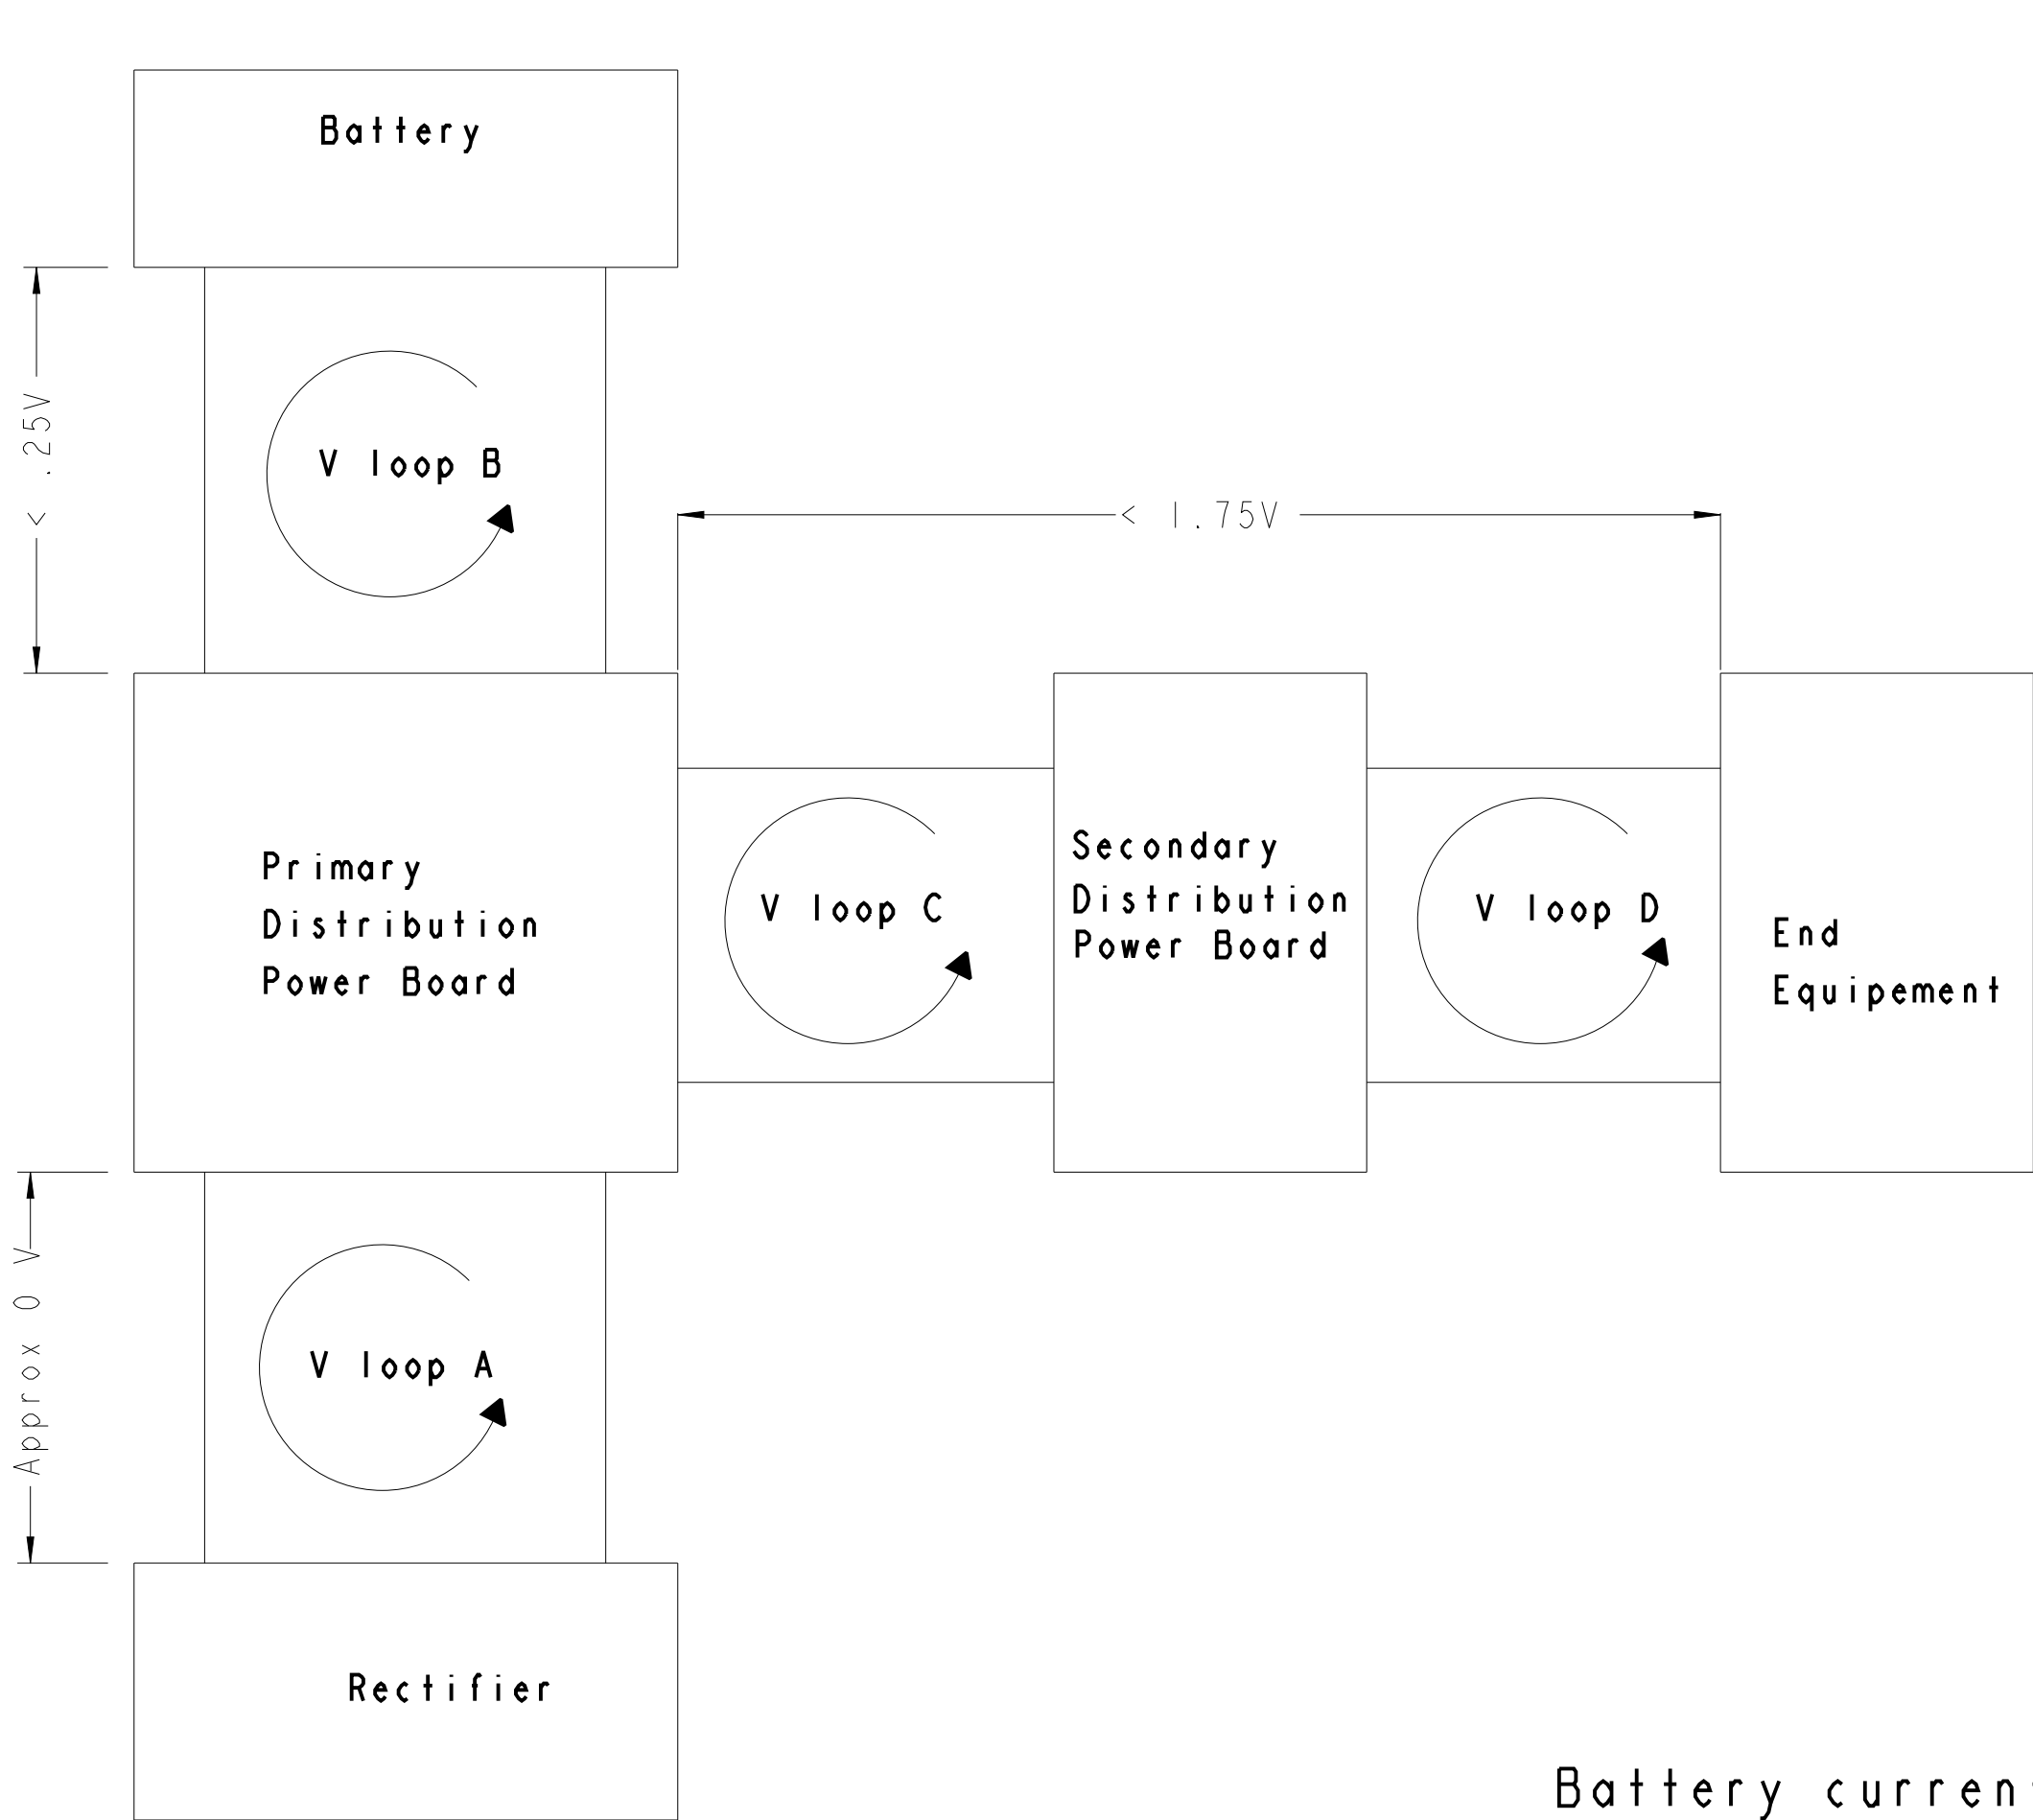 Battery
< .25V
V loop B
< 1.75V
Primary
Distribution
Power Board
V loop C
Secondary
Distribution
Power Board
V loop D
End
Equipement
Approx 0 V
V loop A
Rectifier
Battery